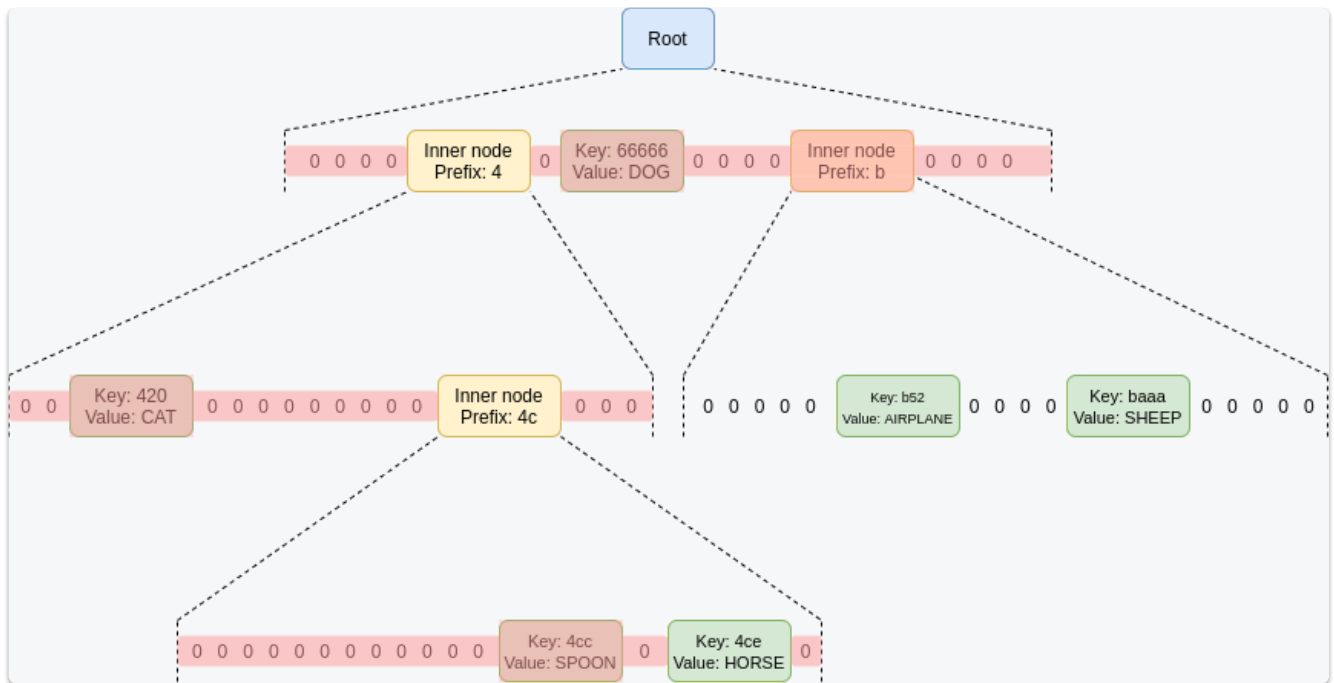 Root
0 0 0 0 Inner node Prefix: 4 0 Key: 66666 Value: DOG 0 0 0 0 Inner node Prefix: b 0 0 0 0
0 0 Key: 420 Value: CAT 0 0 0 0 0 0 0 0 0 Inner node Prefix: 4c 0 0 0
0 0 0 0 0 Key: b52 Value: AIRPLANE 0 0 0 0 Key: baaa Value: SHEEP 0 0 0 0 0
0 0 0 0 0 0 0 0 0 0 0 0 Key: 4cc Value: SPOON 0 Key: 4ce Value: HORSE 0